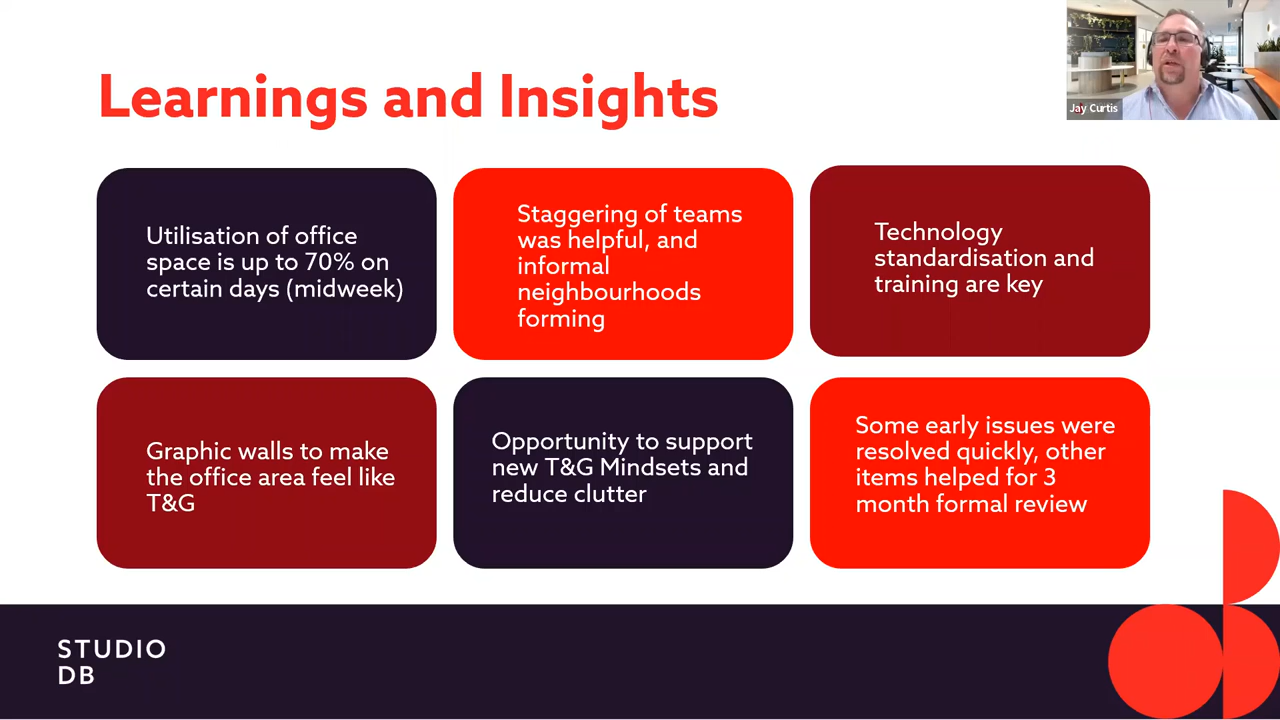 Learnings and Insights
Jay Curtis
Utilisation of office
space is up to 70% on
certain days (midweek)
Staggering of teams
was helpful, and
informal
neighbourhoods
forming
Technology
standardisation and
training are key
Graphic walls to make
the office area feel like
T&G
Opportunity to support
new T&G Mindsets and
reduce clutter
Some early issues were
resolved quickly, other
items helped for 3
month formal review
STUDIO
DB